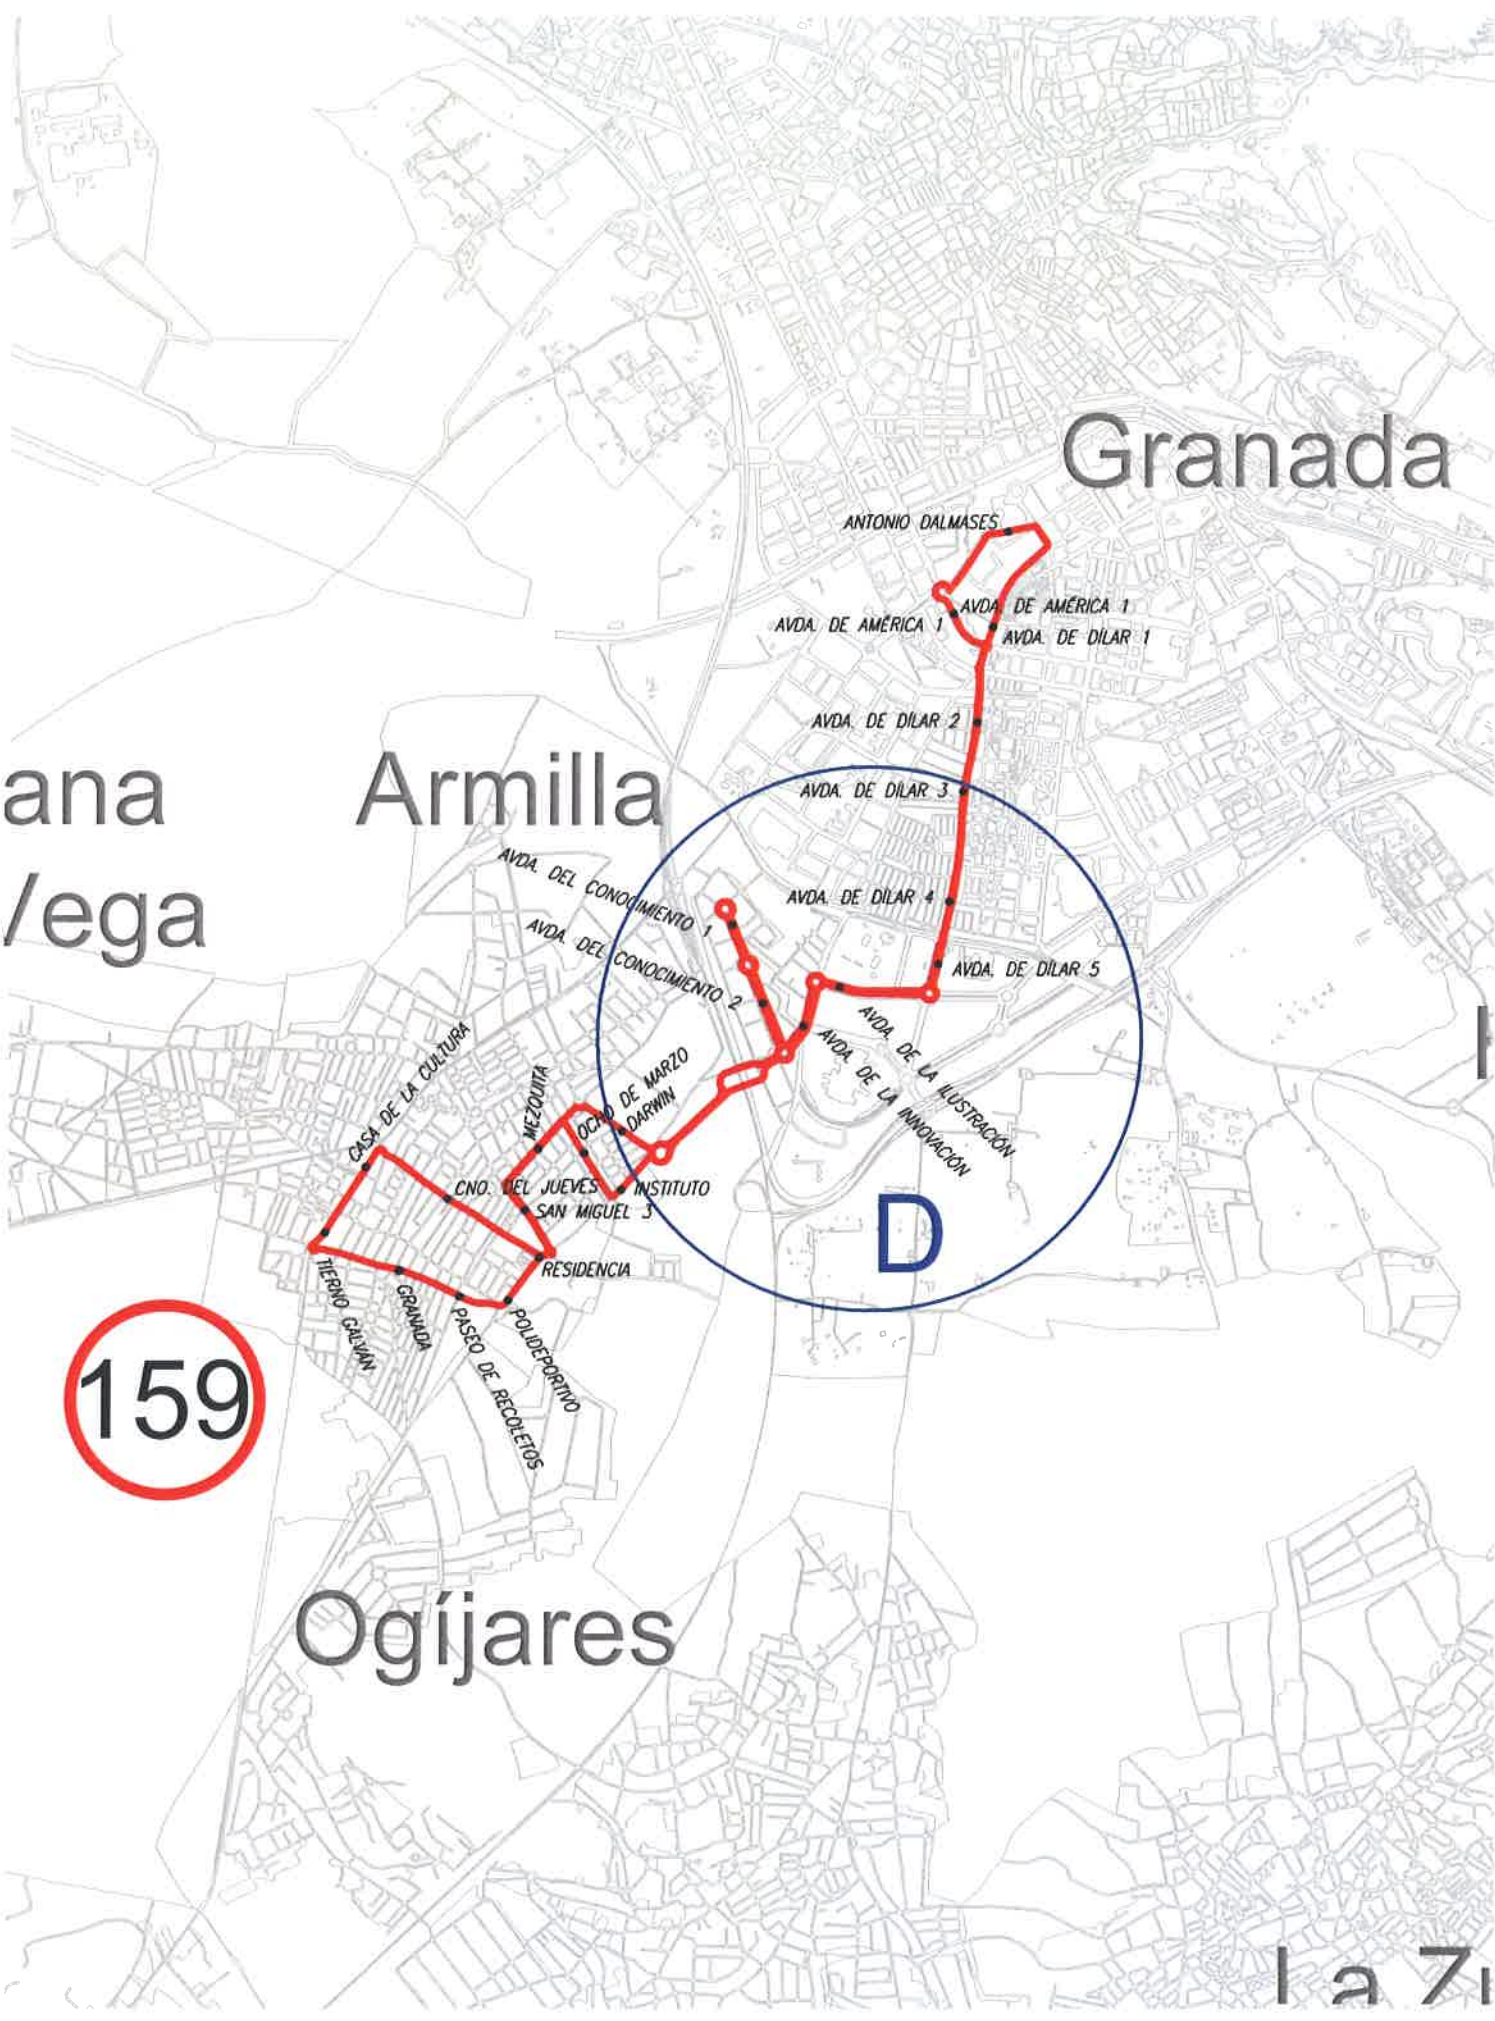 Granada
ANTONIO DALMASES
AVDA. DE AMÉRICA 1
AVDA. DE AMÉRICA 1
AVDA. DE DÍLAR 1
AVDA. DE DÍLAR 2
ana
Armilla
AVDA. DE DÍLAR 3
AVDA. DEL CONOCIMIENTO 1
AVDA. DE DÍLAR 4
/ega
AVDA. DEL CONOCIMIENTO 2
AVDA. DE DÍLAR 5
AVDA. DE LA ILUSTRACIÓN
AVDA. DE LA INNOVACIÓN
CASA DE LA CULTURA
MEZQUITA
OCHO DE MARZO
DARWIN
CNO. DEL JUEVES
INSTITUTO
SAN MIGUEL 3
D
RESIDENCIA
TIERNO GALVÁN
GRANADA
PASEO DE RECOLETOS
POLIDEPORTIVO
159
Ogíjares
La Zu